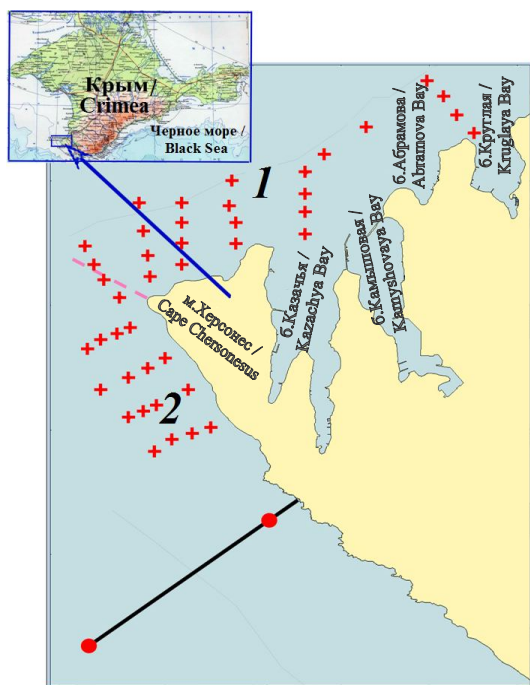 Крым/
Crimea
Черное море /
Black Sea
1
б.Абрамова /
Abramova Bay
б.Круглая /
Kruglaya Bay
б.Казачья /
Kazachya Bay
б.Камышовая /
Kamyshovaya Bay
м.Херсонес /
Cape Chersonesus
2